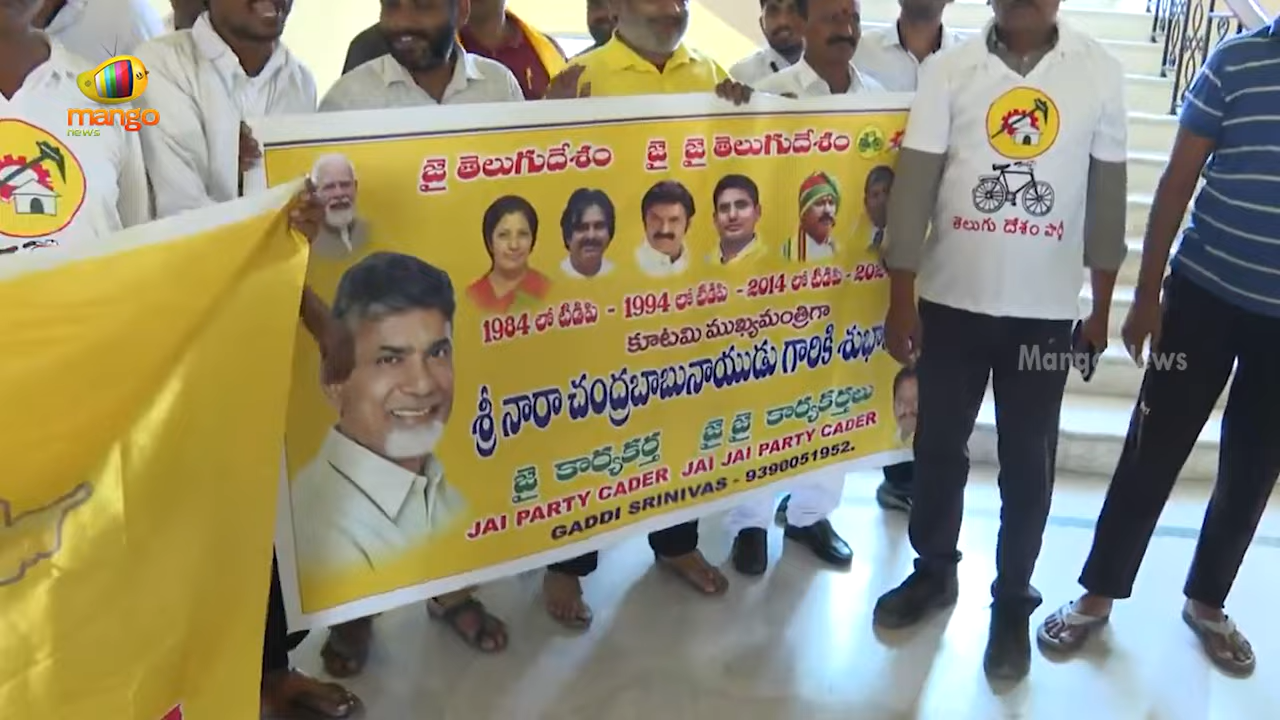 mango
news
జై తెలుగుదేశం జై జై తెలుగుదేశం
1984 లో టీడీపి - 1994 లో టీడిపి - 2014 లో టీడిపి -
కూటమి ముఖ్యమంత్రిగా
శ్రీ నారా చంద్రబాబునాయుడు గారికి
జై కార్యకర్త జై జై కార్యకర్తలు
JAI PARTY CADER JAI JAI PARTY CADER
GADDI SRINIVAS - 9390051952.
తెలుగు దేశం పార్టీ
Mango News